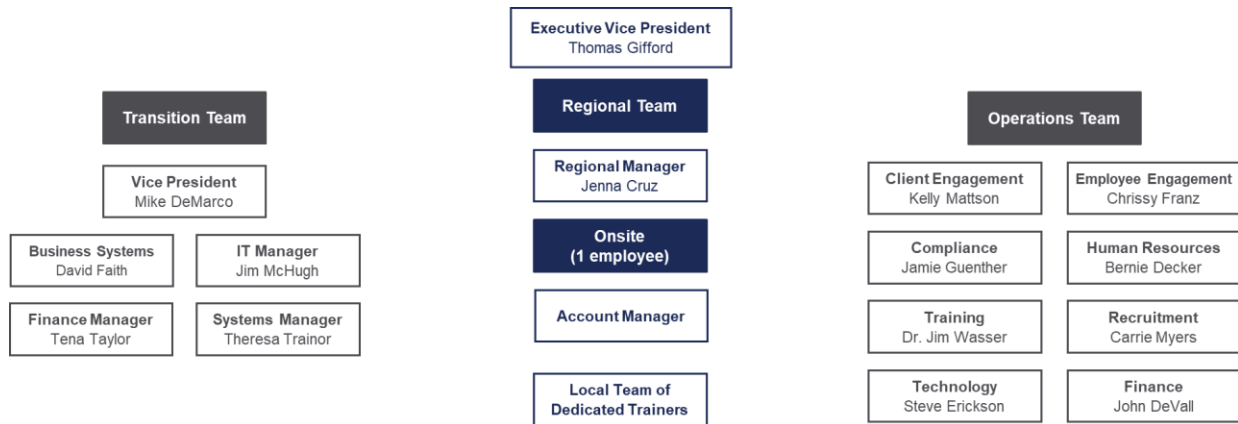 Executive Vice President
Thomas Gifford
Transition Team
Vice President
Mike DeMarco
Business Systems
David Faith
IT Manager
Jim McHugh
Finance Manager
Tena Taylor
Systems Manager
Theresa Trainor
Regional Team
Regional Manager
Jenna Cruz
Onsite
(1 employee)
Account Manager
Local Team of
Dedicated Trainers
Operations Team
Client Engagement
Kelly Mattson
Employee Engagement
Chrissy Franz
Compliance
Jamie Guenther
Human Resources
Bernie Decker
Training
Dr. Jim Wasser
Recruitment
Carrie Myers
Technology
Steve Erickson
Finance
John DeVall